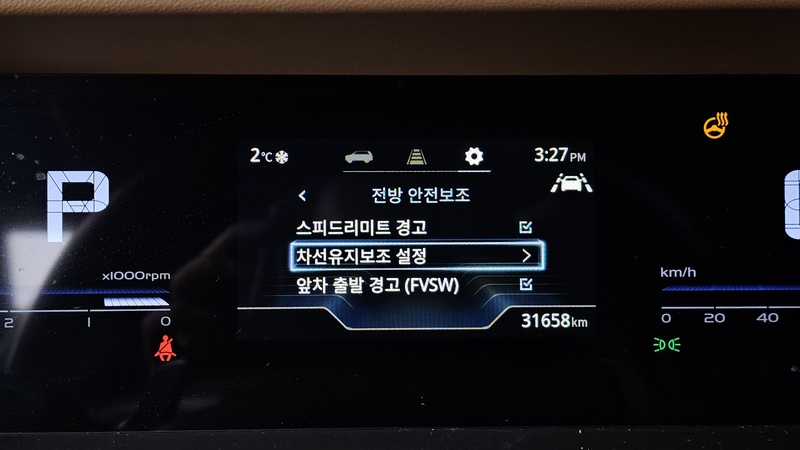 2℃
3:27 PM
전방 안전보조
P
스피드리미트 경고
차선유지보조 설정
앞차 출발 경고 (FVSW)
x1000rpm
2 1 0
km/h
0 20 40
31658 km